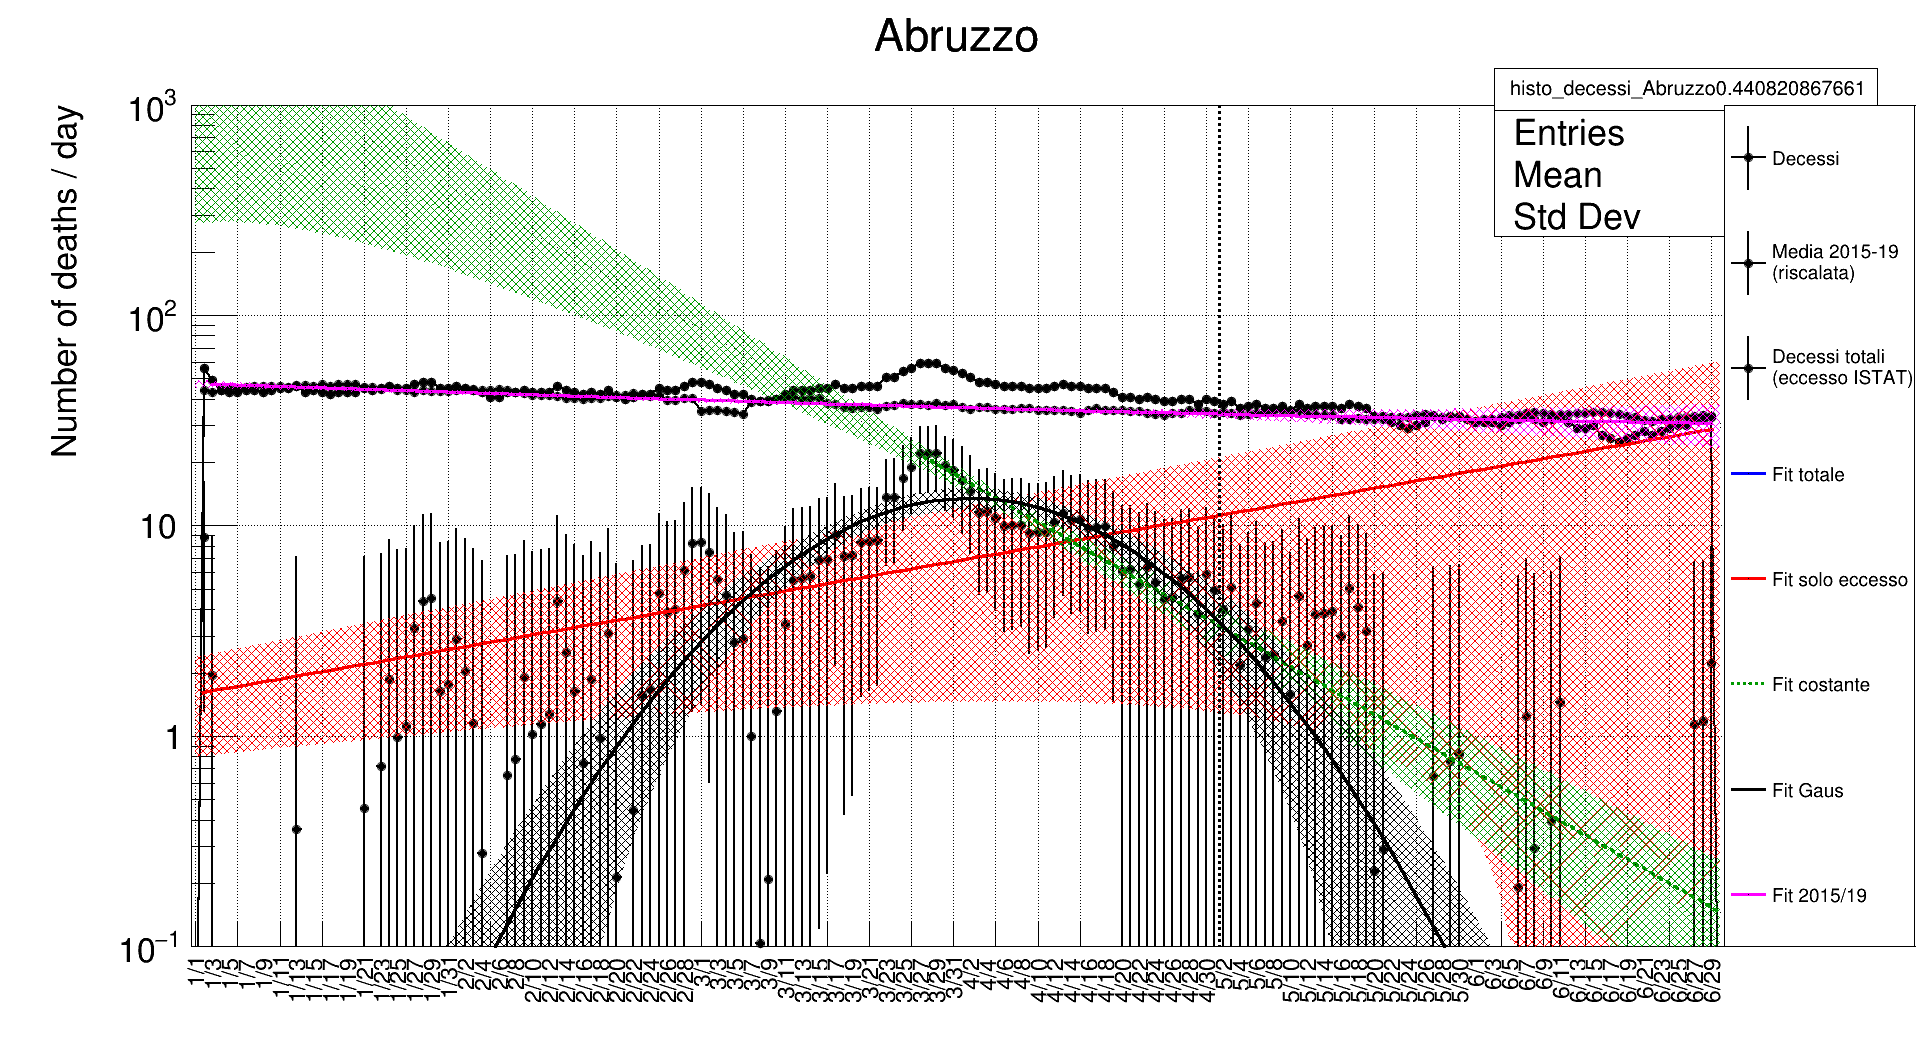 Abruzzo
histo_decessi_Abruzzo0.440820867661
Entries
Mean
Std Dev
Number of deaths / day
10³
10²
10
1
10⁻¹
1/1 1/3 1/5 1/7 1/9 1/11 1/13 1/15 1/17 1/19 1/21 1/23 1/25 1/27 1/29 1/31 2/2 2/4 2/6 2/8 2/10 2/12 2/14 2/16 2/18 2/20 2/22 2/24 2/26 2/28 3/1 3/3 3/5 3/7 3/9 3/11 3/13 3/15 3/17 3/19 3/21 3/23 3/25 3/27 3/29 3/31 4/2 4/4 4/6 4/8 4/10 4/12 4/14 4/16 4/18 4/20 4/22 4/24 4/26 4/28 4/30 5/2 5/4 5/6 5/8 5/10 5/12 5/14 5/16 5/18 5/20 5/22 5/24 5/26 5/28 5/30 6/1 6/3 6/5 6/7 6/9 6/11 6/13 6/15 6/17 6/19 6/21 6/23 6/25 6/27 6/29
Decessi
Media 2015-19
(riscalata)
Decessi totali
(eccesso ISTAT)
Fit totale
Fit solo eccesso
Fit costante
Fit Gaus
Fit 2015/19